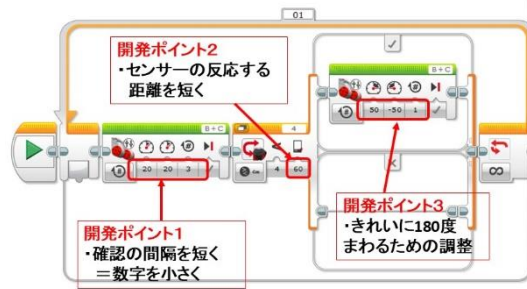 01
開発ポイント2
・センサーの反応する
距離を短く
B+C
50 -50 1
B+C
4
20 20 3
4 60
開発ポイント1
・確認の間隔を短く
＝数字を小さく
開発ポイント3
・きれいに180度
まわるための調整